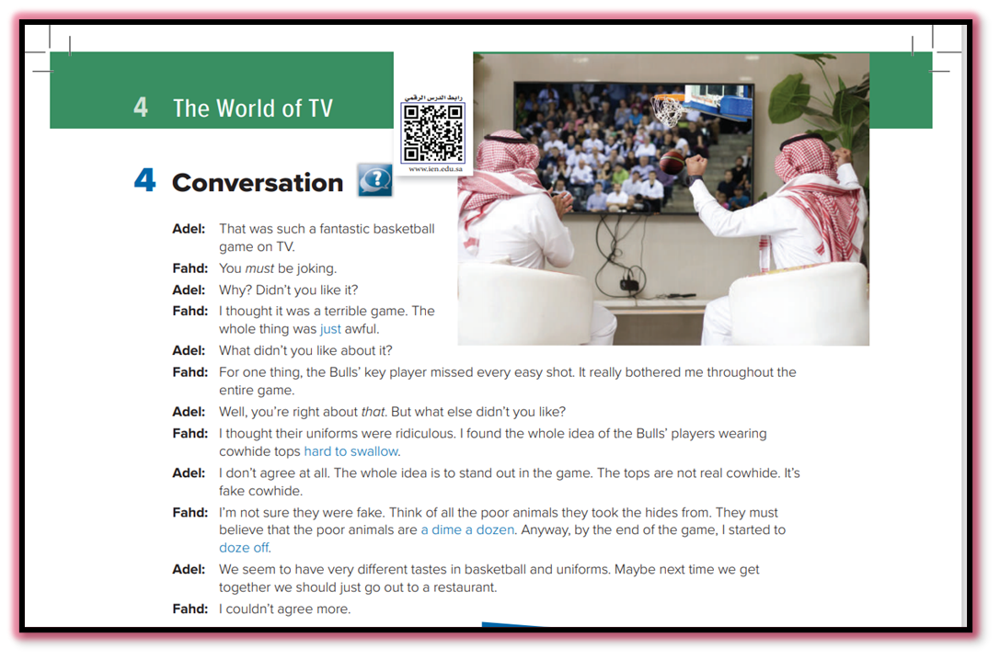 4 The World of TV
رابط الدرس الرقمي
www.ien.edu.sa
4 Conversation
Adel: That was such a fantastic basketball
game on TV.
Fahd: You must be joking.
Adel: Why? Didn't you like it?
Fahd: I thought it was a terrible game. The
whole thing was just awful.
Adel: What didn't you like about it?
Fahd: For one thing, the Bulls' key player missed every easy shot. It really bothered me throughout the
entire game.
Adel: Well, you're right about that. But what else didn't you like?
Fahd: I thought their uniforms were ridiculous. I found the whole idea of the Bulls' players wearing
cowhide tops hard to swallow.
Adel: I don't agree at all. The whole idea is to stand out in the game. The tops are not real cowhide. It's
fake cowhide.
Fahd: I'm not sure they were fake. Think of all the poor animals they took the hides from. They must
believe that the poor animals are a dime a dozen. Anyway, by the end of the game, I started to
doze off.
Adel: We seem to have very different tastes in basketball and uniforms. Maybe next time we get
together we should just go out to a restaurant.
Fahd: I couldn't agree more.